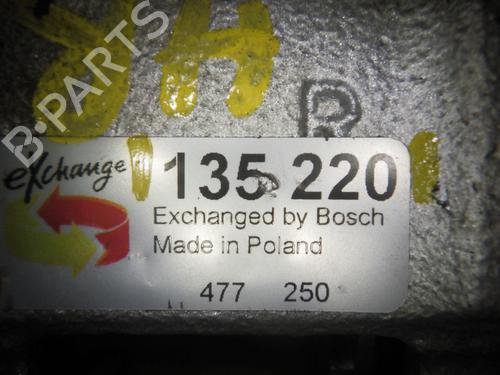 B-PARTS
R
eXchange
135 220
Exchanged by Bosch
Made in Poland
477 250